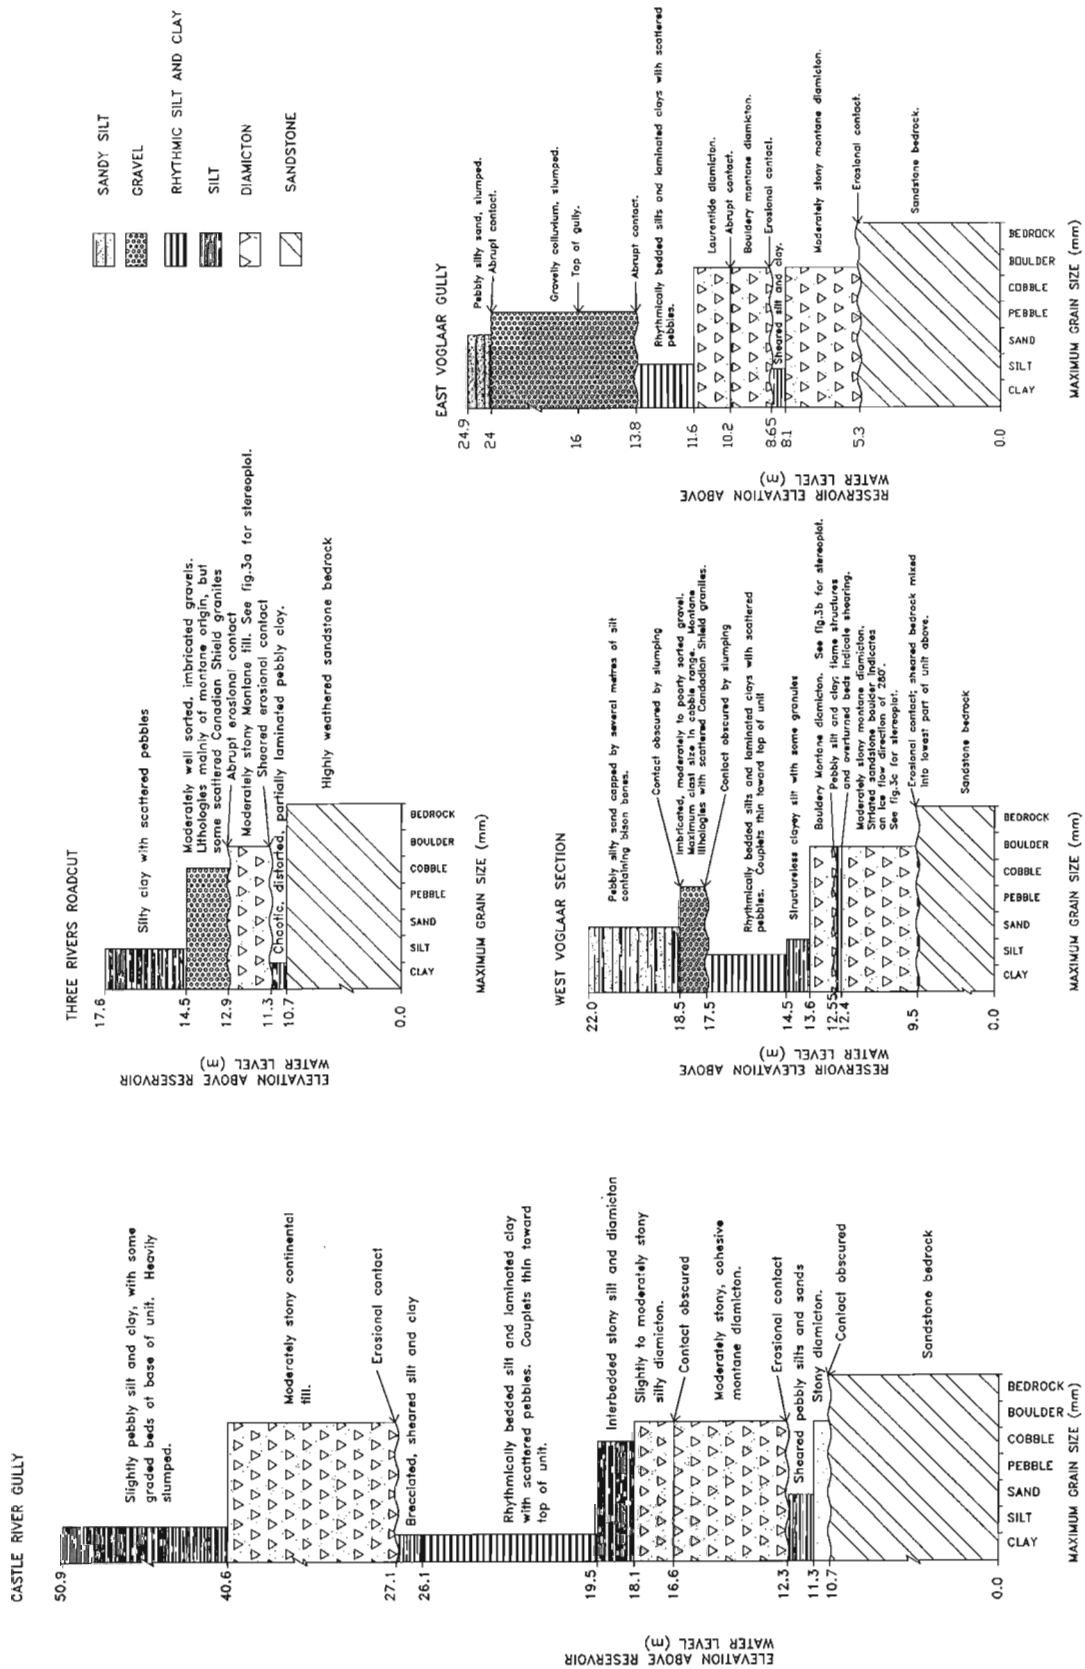 CASTLE RIVER GULLY
50.9
40.6
27.1
26.1
19.5
18.1
16.6
12.3
11.3
10.7
0.0
ELEVATION ABOVE RESERVOIR
WATER LEVEL (m)
Slightly pebbly silt and clay, with some
graded beds at base of unit. Heavily
slumped.
Moderately stony continental
till.
Erosional contact
Brecciated, sheared silt and clay
Rhythmically bedded silt and laminated clay
with scattered pebbles. Couplets thin toward
top of unit.
Interbedded stony silt and diamicton
Slightly to moderately stony
silty diamicton.
Contact obscured
Moderately stony, cohesive
montane diamicton.
Erosional contact
Sheared pebbly silts and sands
Stony diamicton.
Contact obscured
Sandstone bedrock
CLAY
SILT
SAND
PEBBLE
COBBLE
BOULDER
BEDROCK
MAXIMUM GRAIN SIZE (mm)
THREE RIVERS ROADCUT
17.6
14.5
12.9
11.3
10.7
0.0
ELEVATION ABOVE RESERVOIR
WATER LEVEL (m)
Silty clay with scattered pebbles
Moderately well sorted, imbricated gravels.
Lithologies mainly of montane origin, but
some scattered Canadian Shield granites
Abrupt erosional contact
Moderately stony Montane till. See fig.3a for stereoplot.
Sheared erosional contact
Chaotic, distorted, partially laminated pebbly clay.
Highly weathered sandstone bedrock
CLAY
SILT
SAND
PEBBLE
COBBLE
BOULDER
BEDROCK
MAXIMUM GRAIN SIZE (mm)
WEST VOGLAAR SECTION
22.0
18.5
17.5
14.5
13.6
12.55
12.4
9.5
0.0
RESERVOIR ELEVATION ABOVE
WATER LEVEL (m)
Pebbly silty sand capped by several metres of silt
containing bison bones.
Contact obscured by slumping
Imbricated, moderately to poorly sorted gravel.
Maximum clast size in cobble range. Montane
lithologies with scattered Candadian Shield granites.
Contact obscured by slumping
Rhythmically bedded silts and laminated clays with scattered
pebbles. Couplets thin toward top of unit
Structureless clayey silt with some granules
Bouldery Montane diamicton. See fig.3b for stereoplot.
Pebbly silt and clay; flame structures
and overturned beds indicate shearing.
Moderately stony montane diamicton.
Striated sandstone boulder indicates
an ice flow direction of 280°.
See fig.3c for stereoplot.
Erosional contact; sheared bedrock mixed
into lowest part of unit above.
Sandstone bedrock
CLAY
SILT
SAND
PEBBLE
COBBLE
BOULDER
BEDROCK
MAXIMUM GRAIN SIZE (mm)
SANDY SILT
GRAVEL
RHYTHMIC SILT AND CLAY
SILT
DIAMICTON
SANDSTONE
EAST VOGLAAR GULLY
24.9
24
16
13.8
11.6
10.2
8.65
8.1
5.3
0.0
RESERVOIR ELEVATION ABOVE
WATER LEVEL (m)
Pebbly silty sand, slumped.
Abrupt contact.
Gravelly colluvium, slumped.
Top of gully.
Abrupt contact.
Rhythmically bedded silts and laminated clays with scattered
pebbles.
Laurentide diamicton.
Abrupt contact.
Bouldery montane diamicton.
Erosional contact.
Sheared silt and clay.
Moderately stony montane diamicton.
Erosional contact.
Sandstone bedrock.
CLAY
SILT
SAND
PEBBLE
COBBLE
BOULDER
BEDROCK
MAXIMUM GRAIN SIZE (mm)